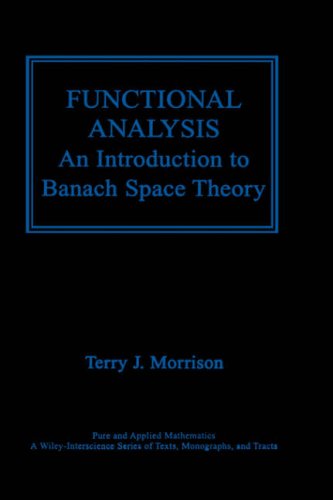 FUNCTIONAL
ANALYSIS
An Introduction to
Banach Space Theory
Terry J. Morrison
Pure and Applied Mathematics
A Wiley-Interscience Series of Texts, Monographs, and Tracts